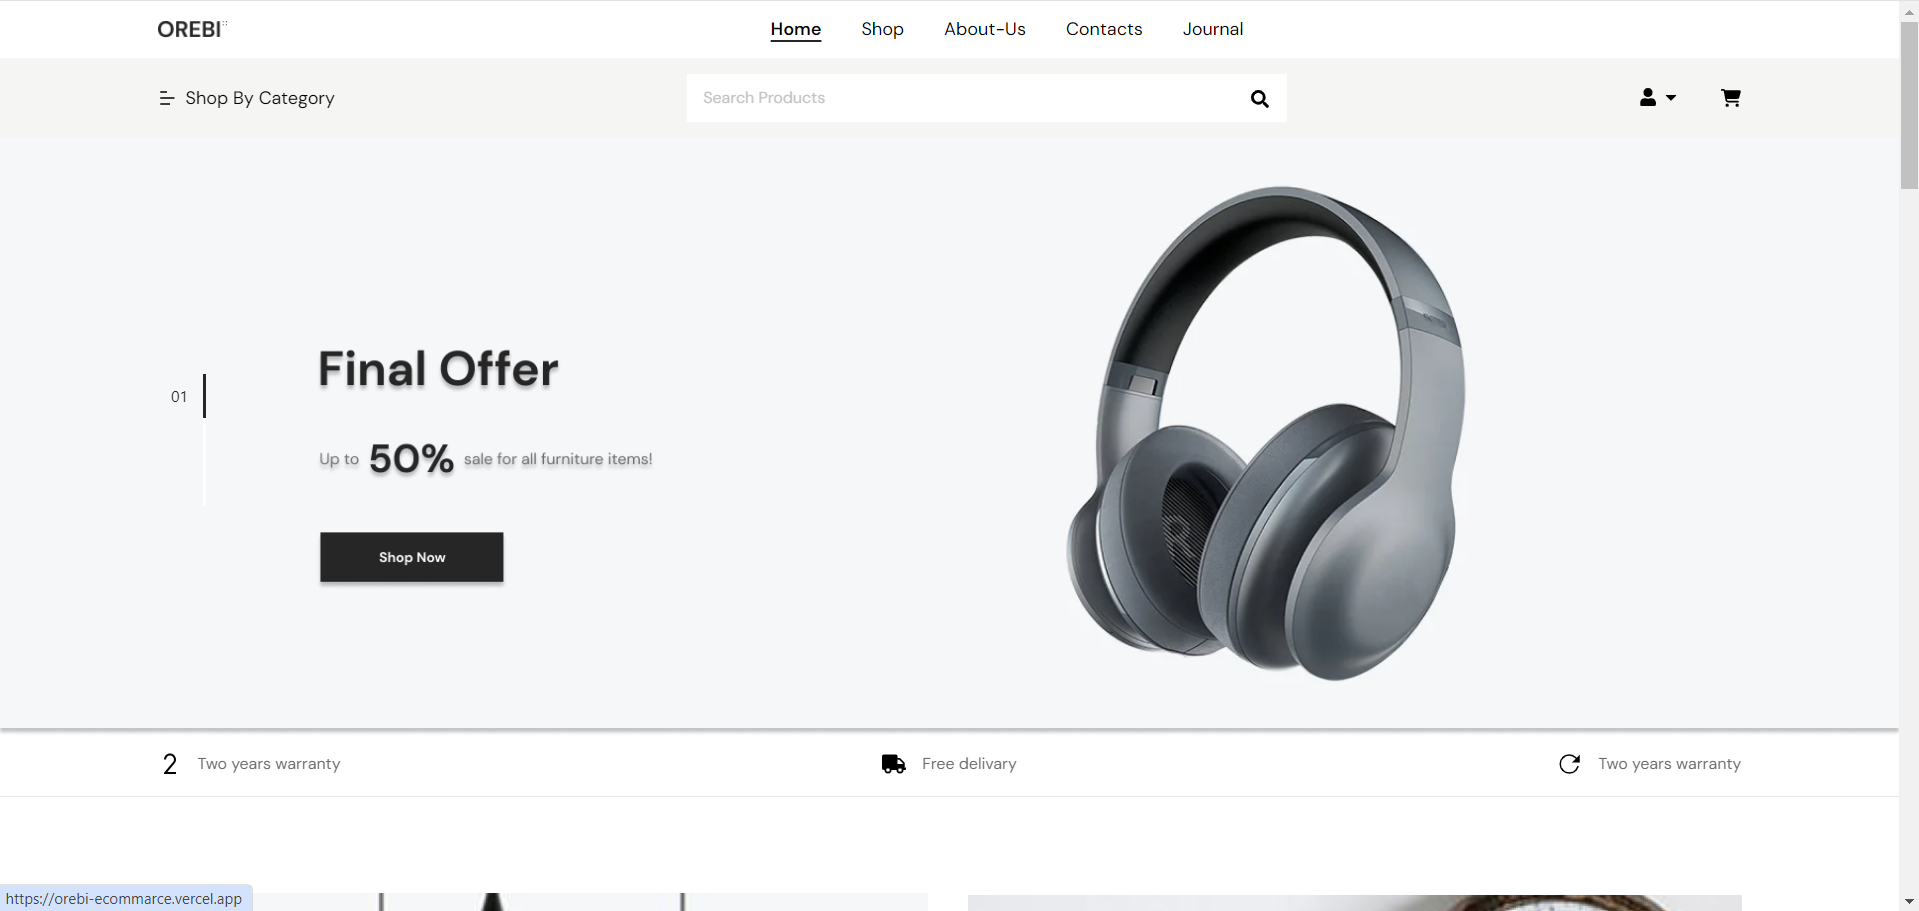 OREBI
Home Shop About-Us Contacts Journal
Shop By Category
Search Products
01
Final Offer
Up to 50% sale for all furniture items!
Shop Now
2 Two years warranty
Free delivery
Two years warranty
https://orebi-ecommarce.vercel.app